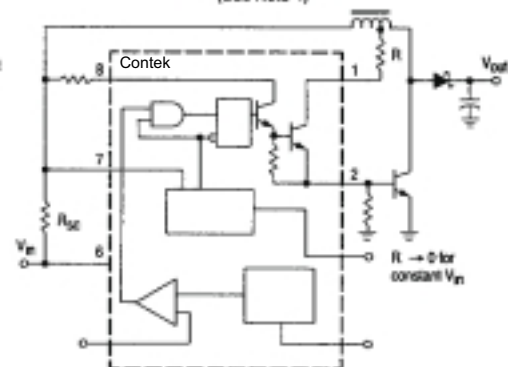 Contek
8
1
R
Vout
7
2
Rsc
Vin
6
R → 0 for
constant Vin